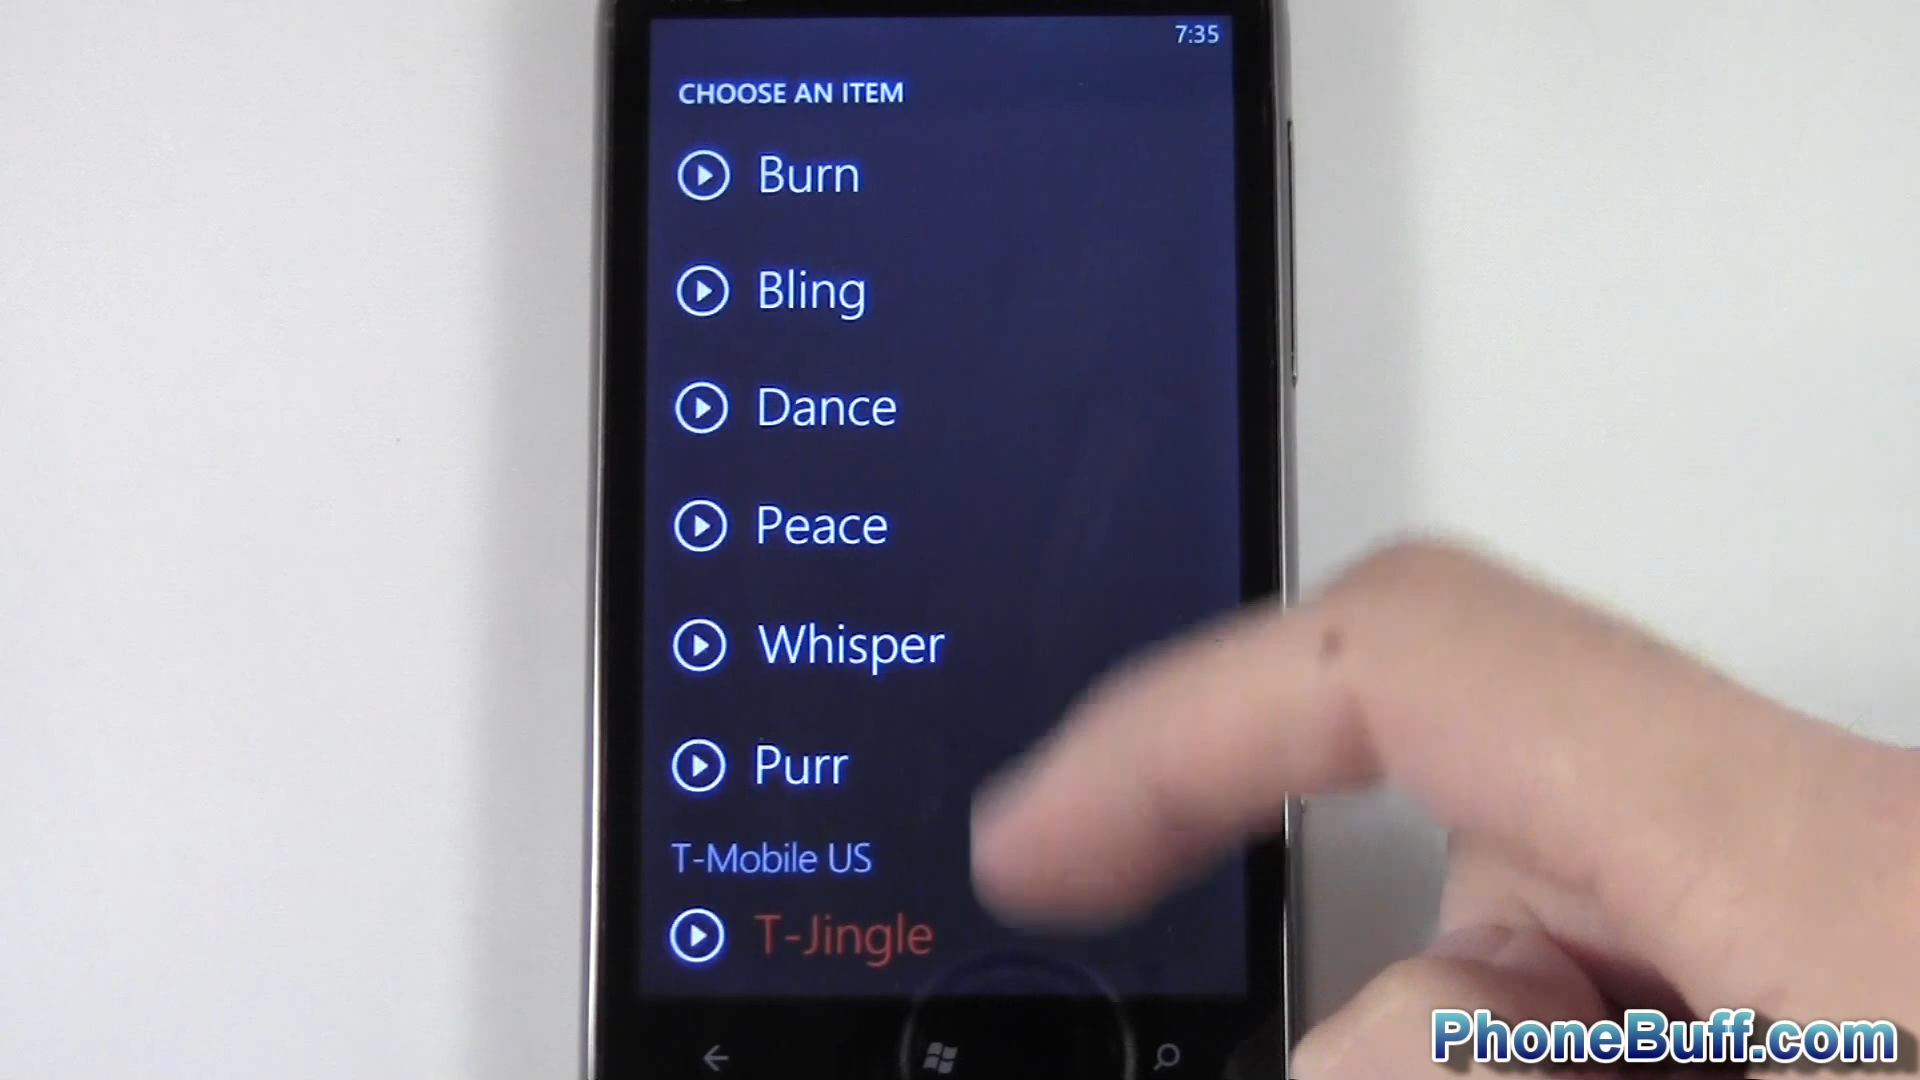 7:35
CHOOSE AN ITEM
Burn
Bling
Dance
Peace
Whisper
Purr
T-Mobile US
T-Jingle
PhoneBuff.com